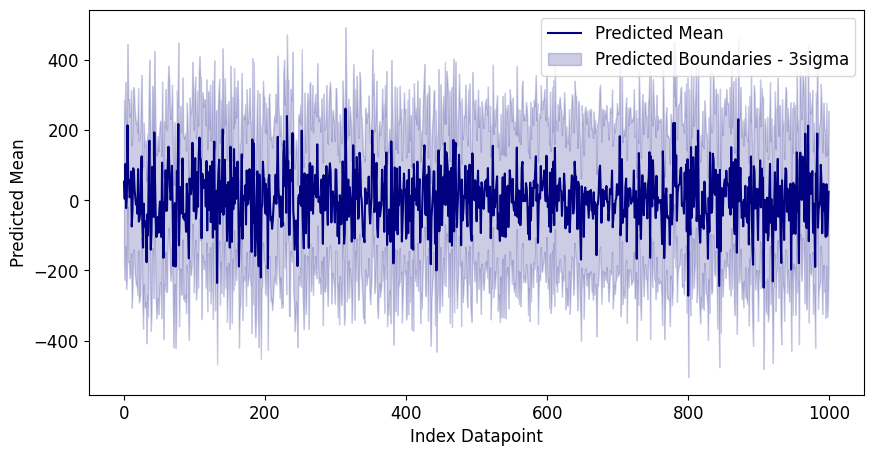 Predicted Mean
Predicted Boundaries - 3sigma
Predicted Mean
400
200
0
−200
−400
0
200
400
600
800
1000
Index Datapoint